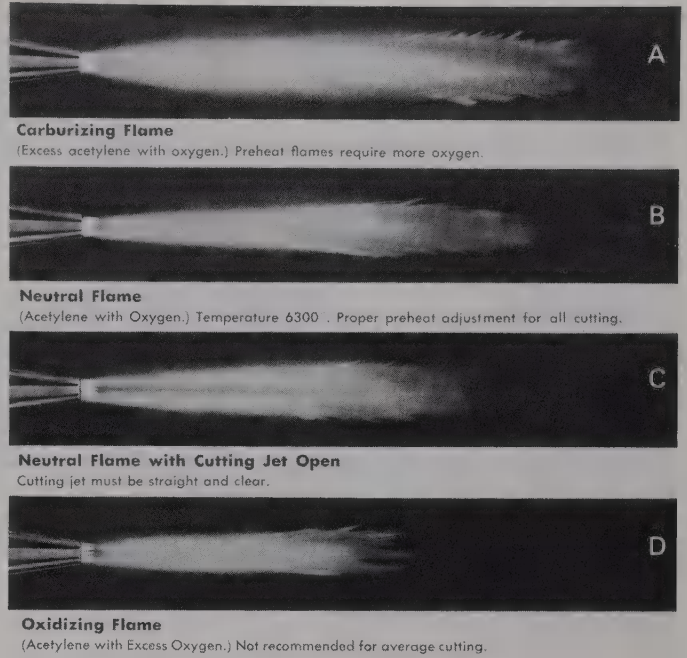 A
Carburizing Flame
(Excess acetylene with oxygen.) Preheat flames require more oxygen.
B
Neutral Flame
(Acetylene with Oxygen.) Temperature 6300 . Proper preheat adjustment for all cutting.
C
Neutral Flame with Cutting Jet Open
Cutting jet must be straight and clear.
D
Oxidizing Flame
(Acetylene with Excess Oxygen.) Not recommended for average cutting.